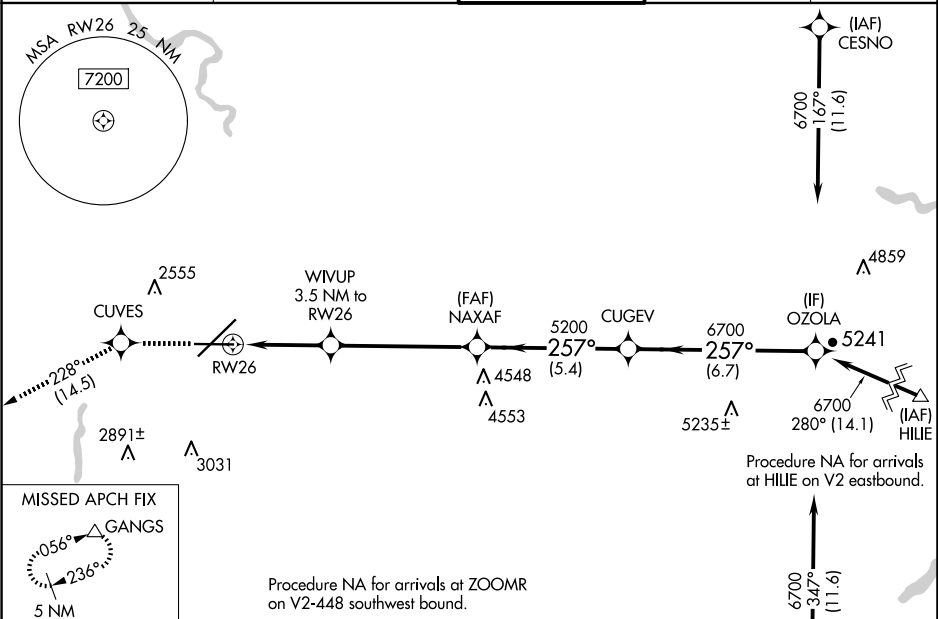 MSA RW26 25 NM
7200
(IAF)
CESNO
6700
167°
(11.6)
4859
2555
CUVES
WIVUP
3.5 NM to
RW26
(FAF)
NAXAF
5200
257°
(5.4)
CUGEV
6700
257°
(6.7)
(IF)
OZOLA
5241
RW26
228°
(14.5)
4548
4553
5235±
6700
280° (14.1)
(IAF)
HILIE
2891±
3031
Procedure NA for arrivals
at HILIE on V2 eastbound.
MISSED APCH FIX
GANGS
056°
236°
5 NM
Procedure NA for arrivals at ZOOMR
on V2-448 southwest bound.
6700
347°
(11.6)